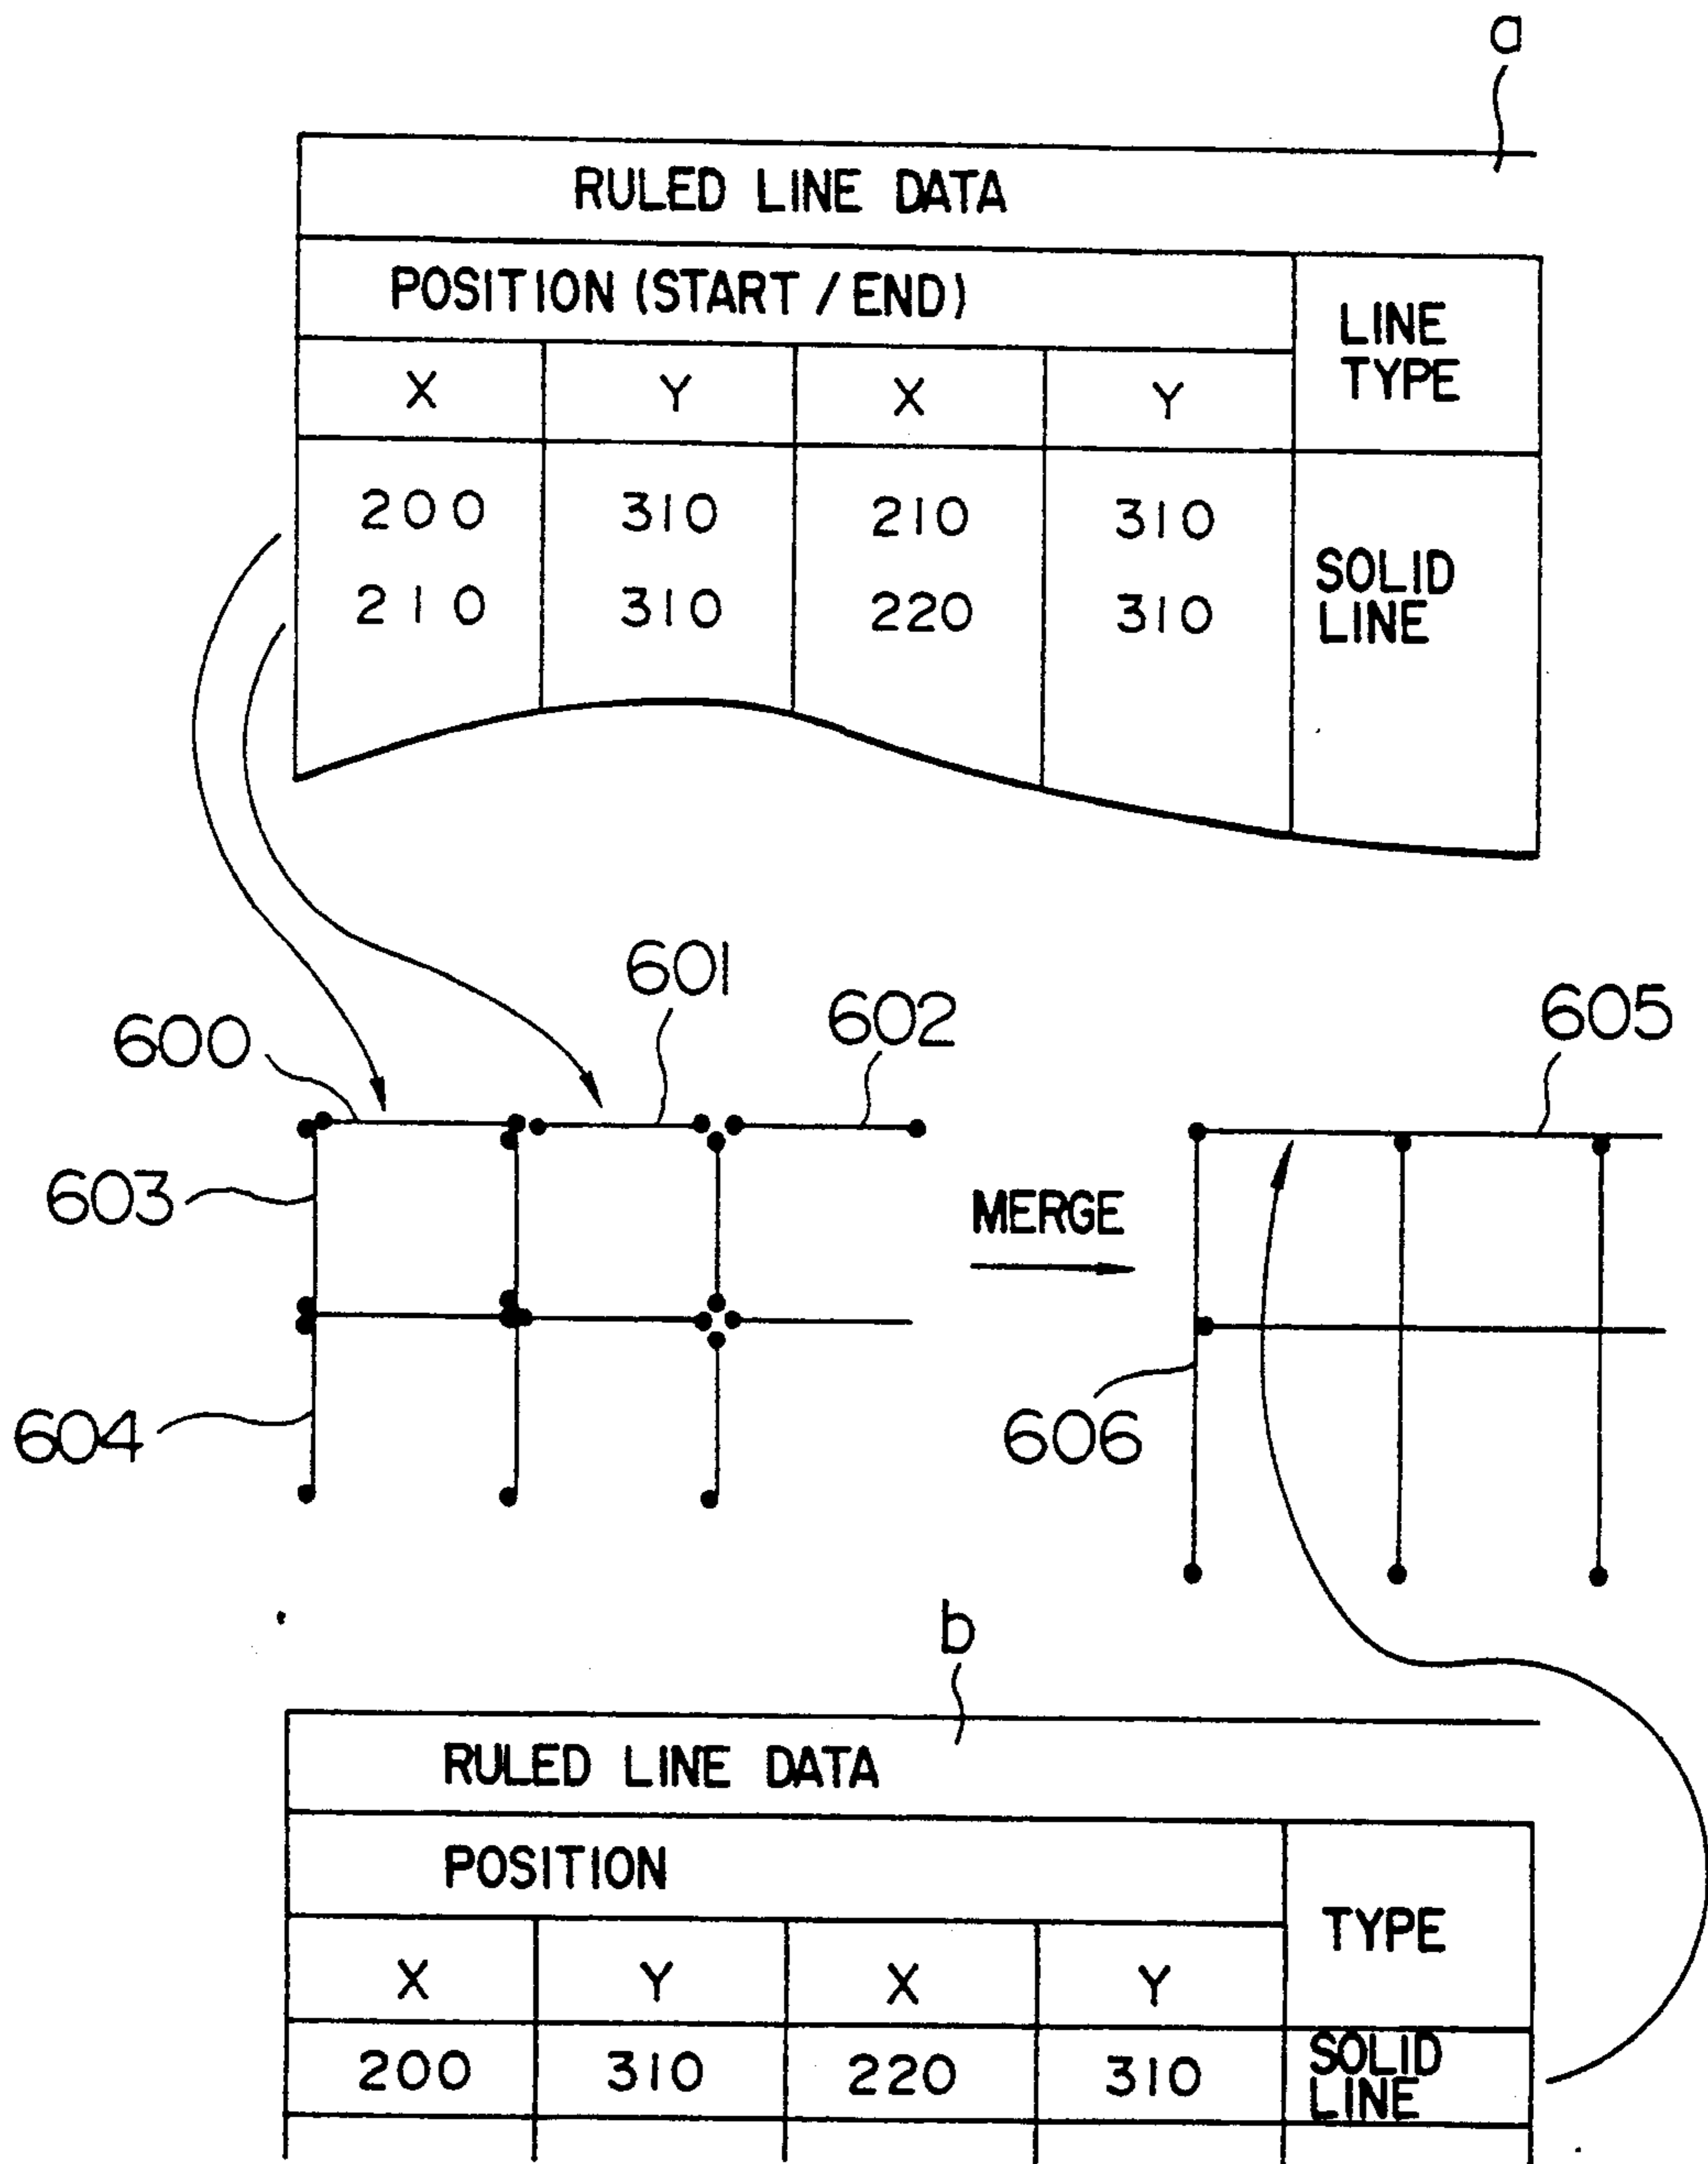 a
RULED LINE DATA
POSITION (START / END)
LINE
TYPE
X Y X Y
200 310 210 310
210 310 220 310
SOLID
LINE
600
601
602
605
603
MERGE
604
606
b
RULED LINE DATA
POSITION
TYPE
X Y X Y
200 310 220 310
SOLID
LINE